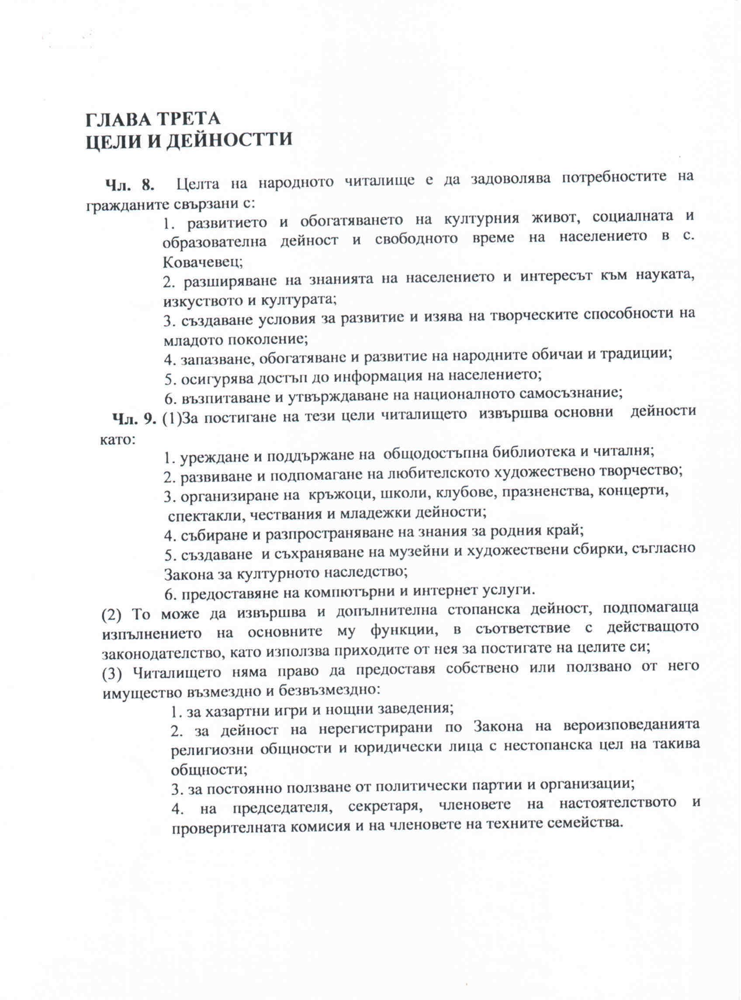 ГЛАВА ТРЕТА
ЦЕЛИ И ДЕЙНОСТТИ
Чл. 8. Целта на народното читалище е да задоволява потребностите на
гражданите свързани с:
1. развитието и обогатяването на културния живот, социалната и
образователна дейност и свободното време на населението в с.
Ковачевец;
2. разширяване на знанията на населението и интересът към науката,
изкуството и културата;
3. създаване условия за развитие и изява на творческите способности на
младото поколение;
4. запазване, обогатяване и развитие на народните обичаи и традиции;
5. осигурява достъп до информация на населението;
6. възпитаване и утвърждаване на националното самосъзнание;
Чл. 9. (1)За постигане на тези цели читалището извършва основни дейности
като:
1. уреждане и поддържане на общодостъпна библиотека и читалня;
2. развиване и подпомагане на любителското художествено творчество;
3. организиране на кръжоци, школи, клубове, празненства, концерти,
спектакли, чествания и младежки дейности;
4. събиране и разпространяване на знания за родния край;
5. създаване и съхраняване на музейни и художествени сбирки, съгласно
Закона за културното наследство;
6. предоставяне на компютърни и интернет услуги.
(2) То може да извършва и допълнителна стопанска дейност, подпомагаща
изпълнението на основните му функции, в съответствие с действащото
законодателство, като използва приходите от нея за постигате на целите си;
(3) Читалището няма право да предоставя собствено или ползвано от него
имущество възмездно и безвъзмездно:
1. за хазартни игри и нощни заведения;
2. за дейност на нерегистрирани по Закона на вероизповеданията
религиозни общности и юридически лица с нестопанска цел на такива
общности;
3. за постоянно ползване от политически партии и организации;
4. на председателя, секретаря, членовете на настоятелството и
проверителната комисия и на членовете на техните семейства.